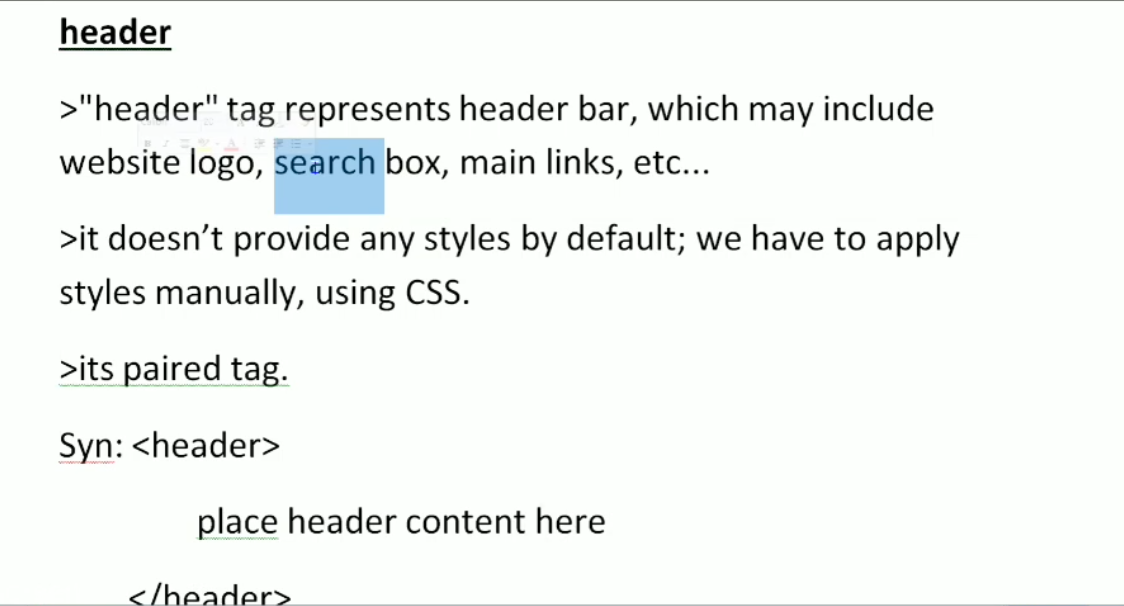 header
>"header" tag represents header bar, which may include
website logo, search box, main links, etc...
>it doesn’t provide any styles by default; we have to apply
styles manually, using CSS.
>its paired tag.
Syn: <header>
place header content here
</header>